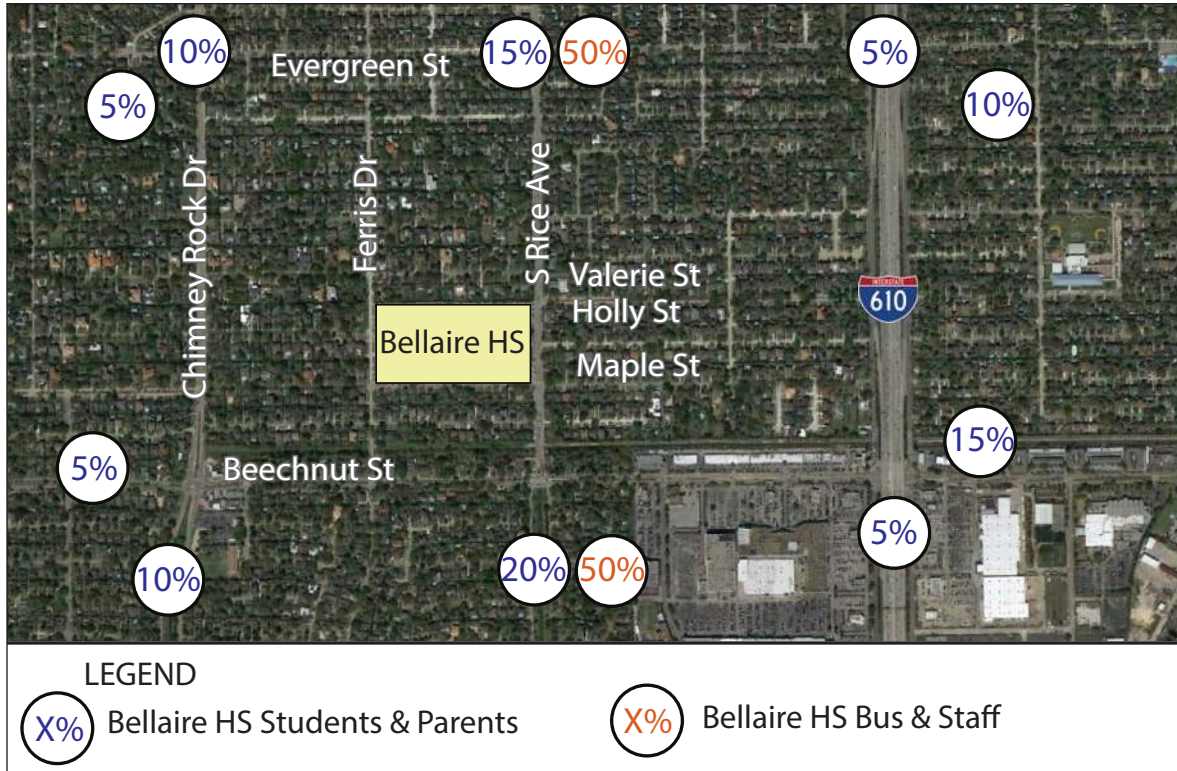 10%
15%
50%
5%
Evergreen St
5%
10%
Chimney Rock Dr
Ferris Dr
S Rice Ave
Valerie St
INTERSTATE
610
Holly St
Bellaire HS
Maple St
15%
5%
Beechnut St
5%
10%
20%
50%
LEGEND
X%
Bellaire HS Students & Parents
X%
Bellaire HS Bus & Staff